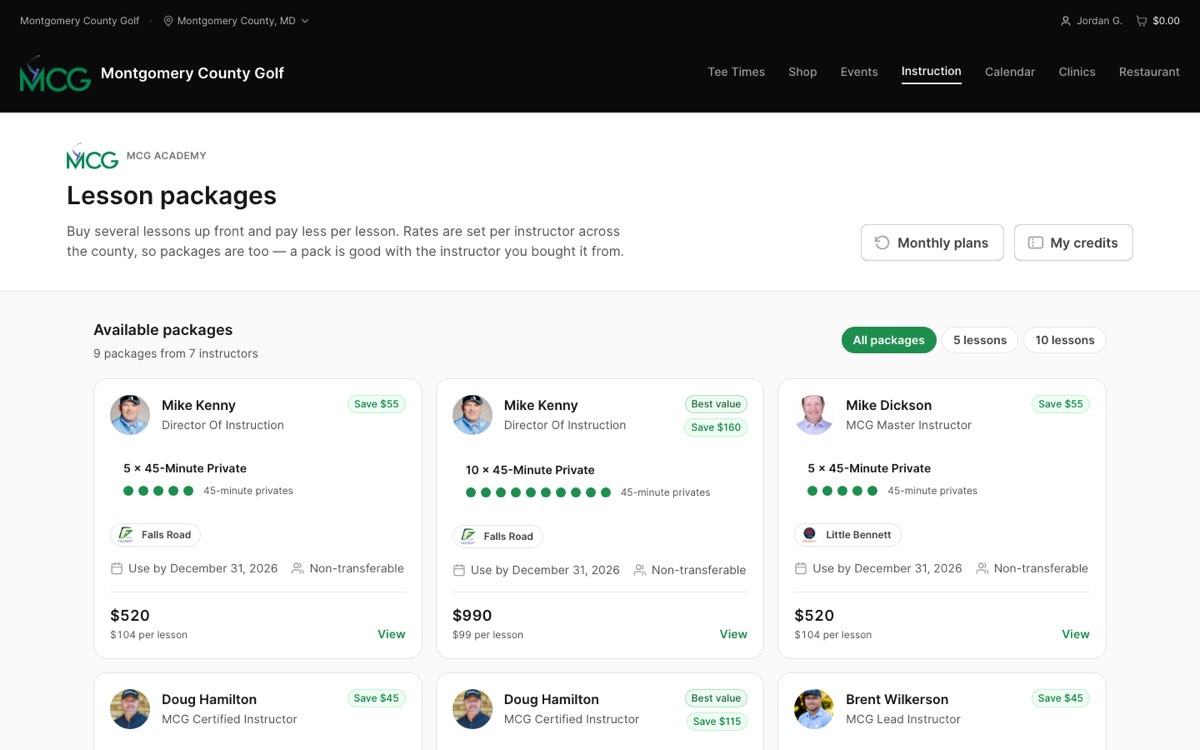 Montgomery County Golf · Montgomery County, MD
Jordan G. $0.00
MCG Montgomery County Golf
Tee Times Shop Events Instruction Calendar Clinics Restaurant
MCG MCG ACADEMY
Lesson packages
Buy several lessons up front and pay less per lesson. Rates are set per instructor across
the county, so packages are too — a pack is good with the instructor you bought it from.
Monthly plans My credits
Available packages
9 packages from 7 instructors
All packages 5 lessons 10 lessons
Mike Kenny
Director Of Instruction
Save $55
5 × 45-Minute Private
45-minute privates
Falls Road
Use by December 31, 2026 Non-transferable
$520
$104 per lesson
View
Mike Kenny
Director Of Instruction
Best value
Save $160
10 × 45-Minute Private
45-minute privates
Falls Road
Use by December 31, 2026 Non-transferable
$990
$99 per lesson
View
Mike Dickson
MCG Master Instructor
Save $55
5 × 45-Minute Private
45-minute privates
Little Bennett
Use by December 31, 2026 Non-transferable
$520
$104 per lesson
View
Doug Hamilton
MCG Certified Instructor
Save $45
Doug Hamilton
MCG Certified Instructor
Best value
Save $115
Brent Wilkerson
MCG Lead Instructor
Save $45